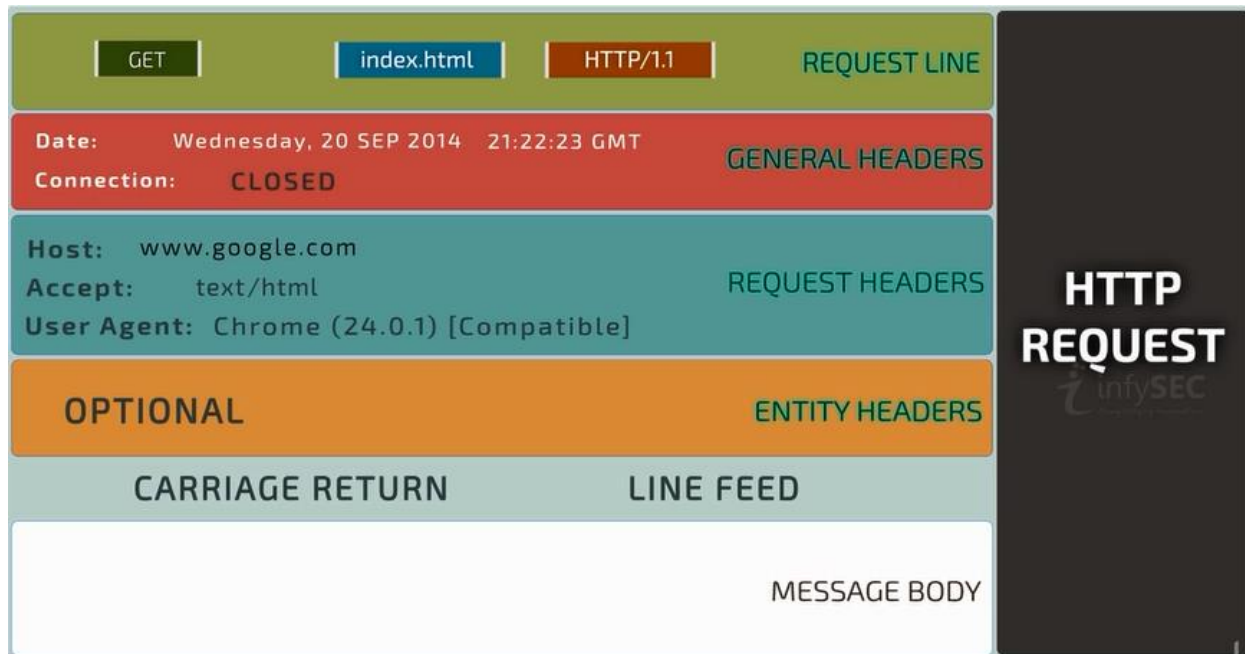 GET index.html HTTP/1.1 REQUEST LINE
Date: Wednesday, 20 SEP 2014 21:22:23 GMT
Connection: CLOSED
GENERAL HEADERS
Host: www.google.com
Accept: text/html
User Agent: Chrome (24.0.1) [Compatible]
REQUEST HEADERS
OPTIONAL ENTITY HEADERS
CARRIAGE RETURN LINE FEED
MESSAGE BODY
HTTP
REQUEST
infySEC